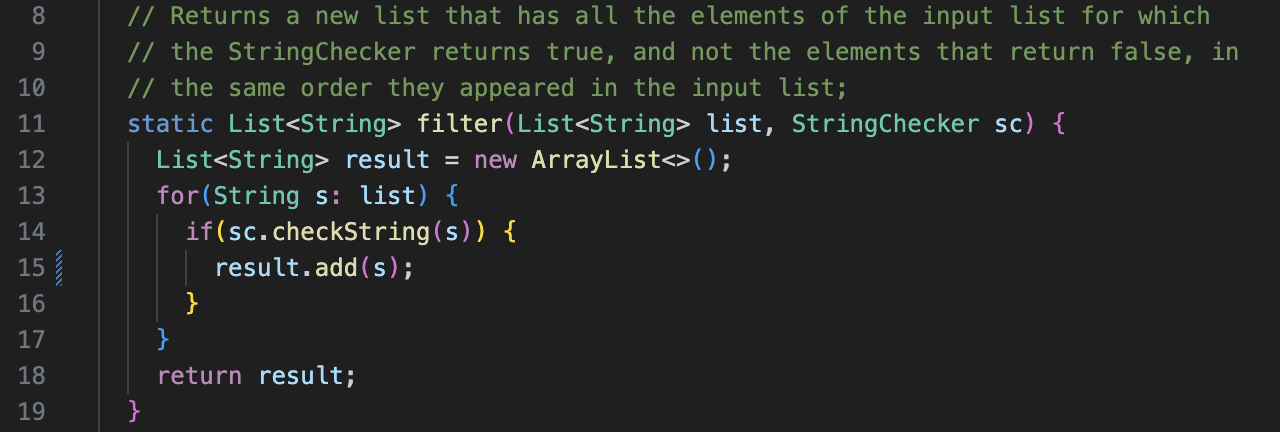 8 // Returns a new list that has all the elements of the input list for which
9 // the StringChecker returns true, and not the elements that return false, in
10 // the same order they appeared in the input list;
11 static List<String> filter(List<String> list, StringChecker sc) {
12 List<String> result = new ArrayList<>();
13 for(String s: list) {
14 if(sc.checkString(s)) {
15 result.add(s);
16 }
17 }
18 return result;
19 }